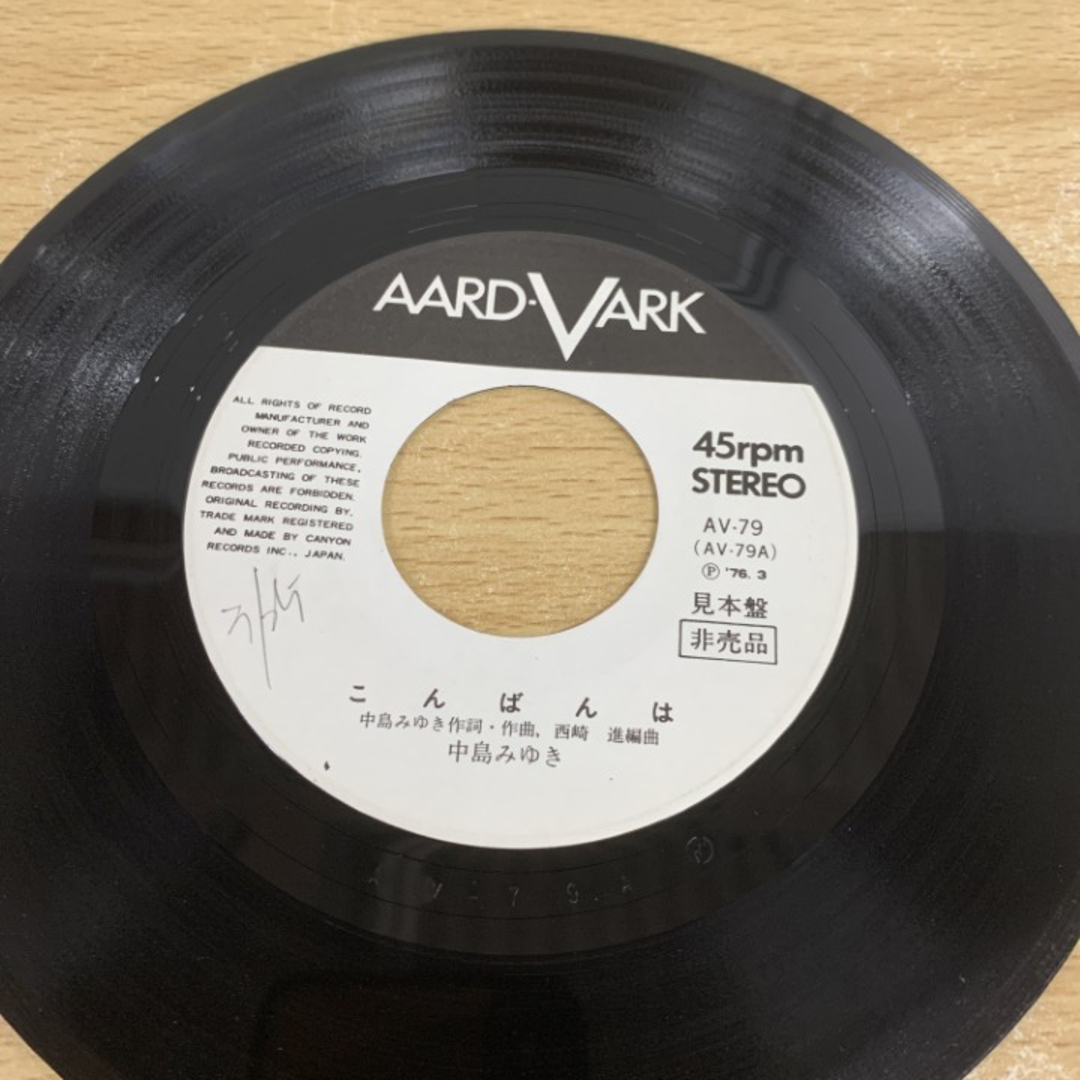 AARD-VARK
ALL RIGHTS OF RECORD
MANUFACTURER AND
OWNER OF THE WORK
RECORDED COPYING.
PUBLIC PERFORMANCE,
BROADCASTING OF THESE
RECORDS ARE FORBIDDEN.
ORIGINAL RECORDING BY.
TRADE MARK REGISTERED
AND MADE BY CANYON
RECORDS INC., JAPAN.
45rpm
STEREO
AV-79
(AV-79A)
Ⓟ '76. 3
見本盤
非売品
こんばんは
中島みゆき作詞・作曲, 西崎 進編曲
中島みゆき
V-79.A